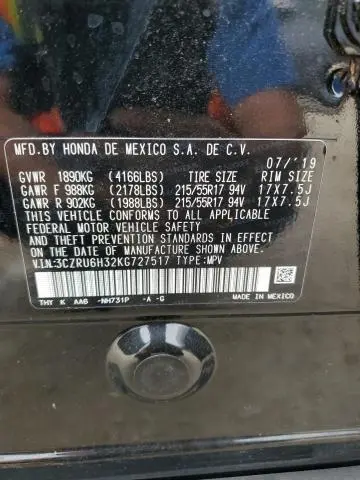 MFD.BY HONDA DE MEXICO S.A. DE C.V.
07/'19
GVWR 1890KG (4166LBS) TIRE SIZE RIM SIZE
GAWR F 988KG (2178LBS) 215/55R17 94V 17X7.5J
GAWR R 902KG (1988LBS) 215/55R17 94V 17X7.5J
THIS VEHICLE CONFORMS TO ALL APPLICABLE
FEDERAL MOTOR VEHICLE SAFETY BUMPER,
AND THEFT PREVENTION STANDARDS IN EFFECT
ON THE DATE OF MANUFACTURE SHOWN ABOVE.
V.I.N:3CZRU6H32KG727517 TYPE:MPV
THY K AA6 -NH731P -A -G MADE IN MEXICO